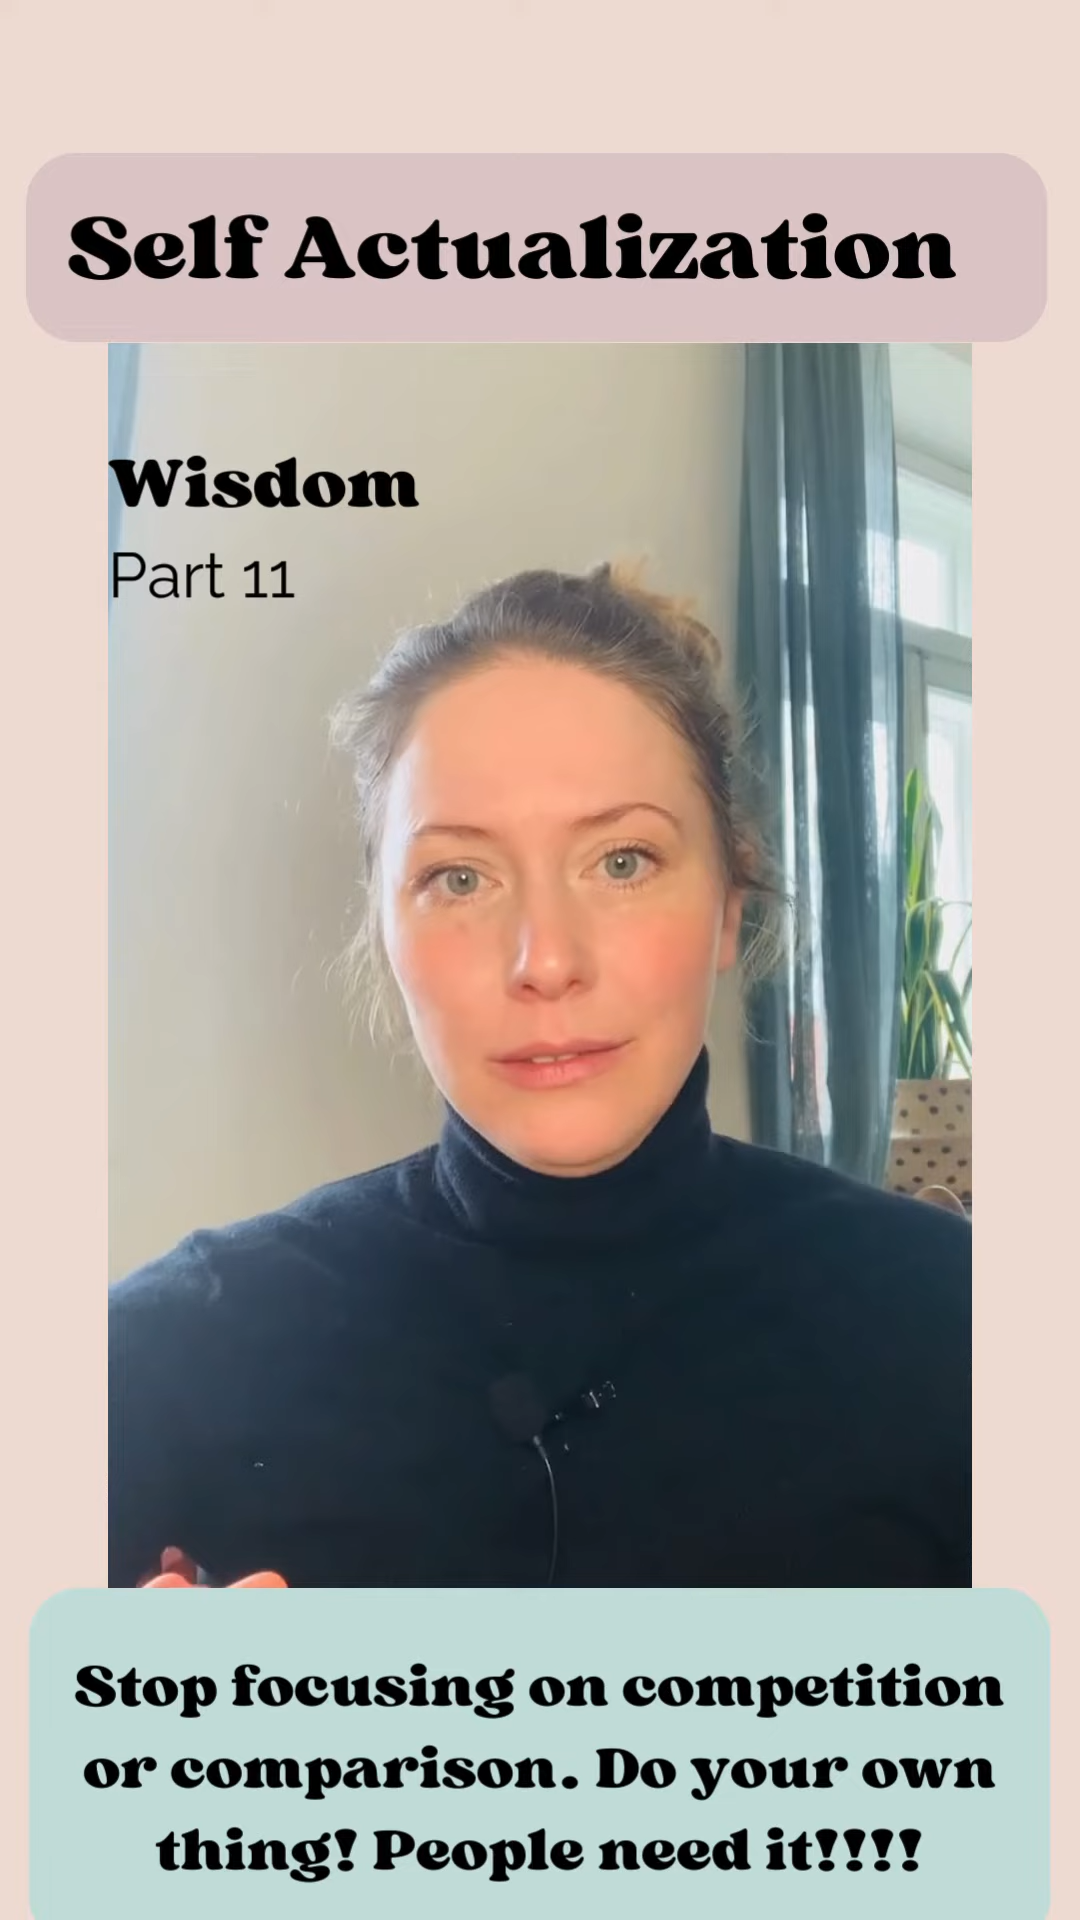 Self Actualization
Wisdom
Part 11
Stop focusing on competition
or comparison. Do your own
thing! People need it!!!!